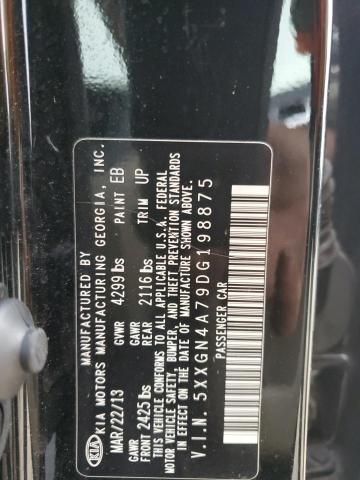 MANUFACTURED BY
KIA KIA MOTORS MANUFACTURING GEORGIA, INC.
MAR/22/13 GVWR 4299 lbs PAINT EB
GAWR GAWR
FRONT 2425 lbs REAR 2116 lbs TRIM UP
THIS VEHICLE CONFORMS TO ALL APPLICABLE U.S.A. FEDERAL
MOTOR VEHICLE SAFETY, BUMPER, AND THEFT PREVENTION STANDARDS
IN EFFECT ON THE DATE OF MANUFACTURE SHOWN ABOVE.
V.I.N. 5XXGN4A79DG198875
PASSENGER CAR